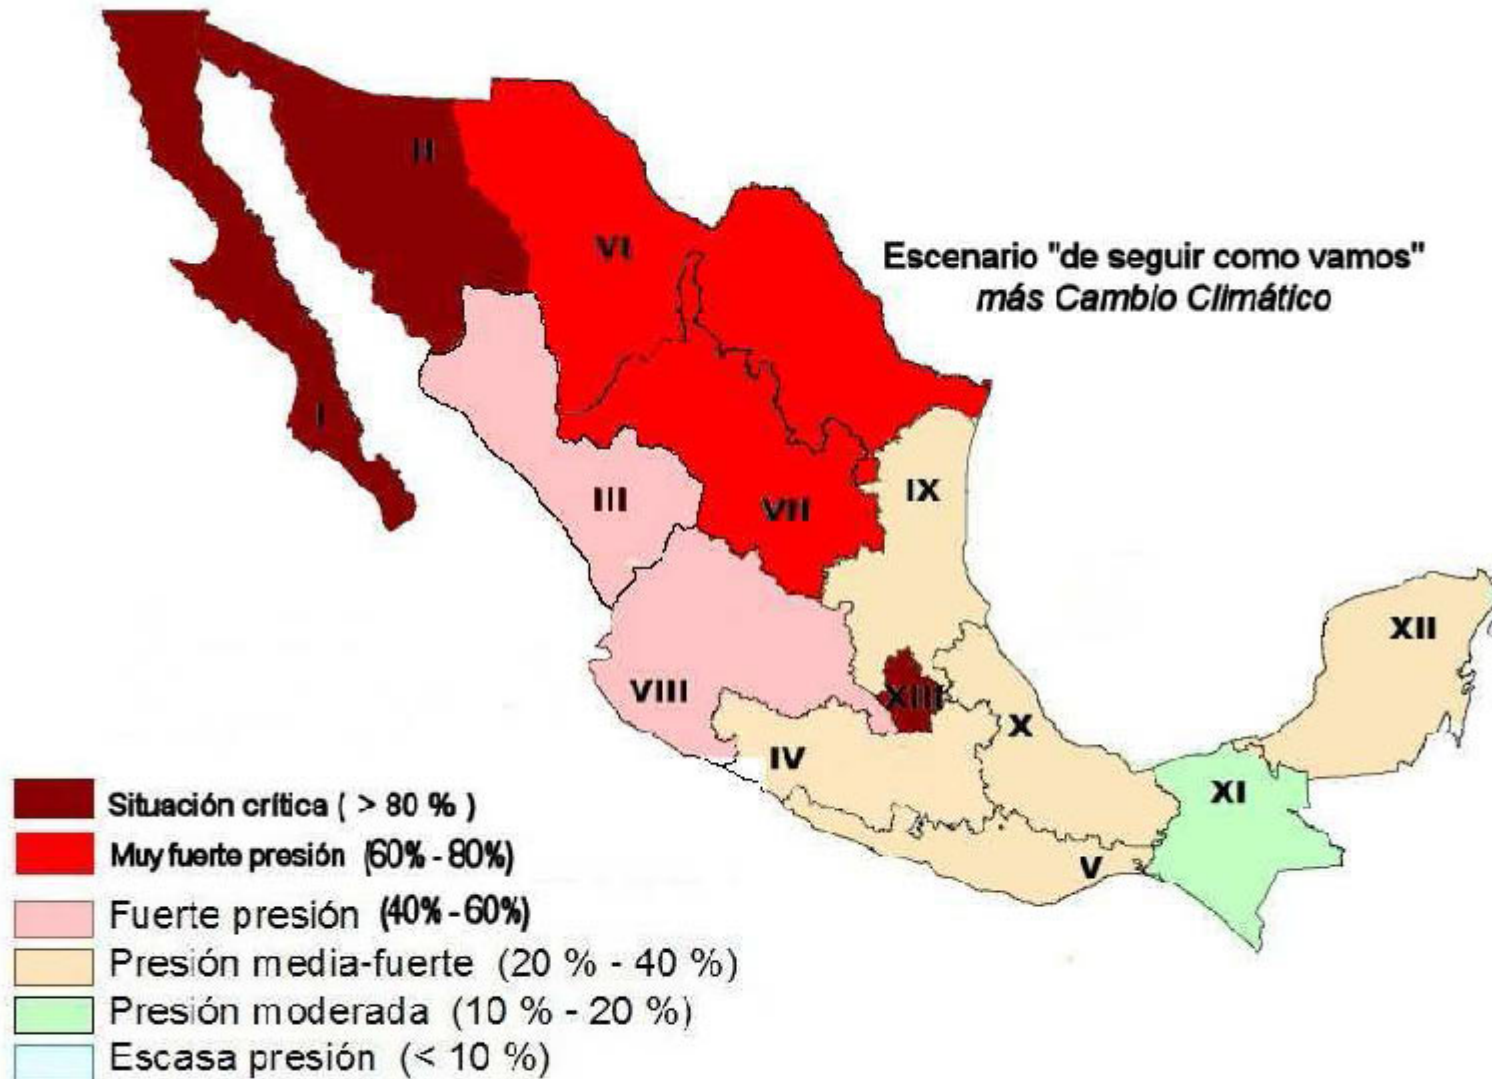 II
VI
Escenario "de seguir como vamos"
más Cambio Climático
I
III
VII
IX
XII
VIII
XIII
X
IV
XI
V
Situación crítica ( > 80 % )
Muy fuerte presión (60% - 80%)
Fuerte presión (40% - 60%)
Presión media-fuerte (20 % - 40 %)
Presión moderada (10 % - 20 %)
Escasa presión (< 10 %)